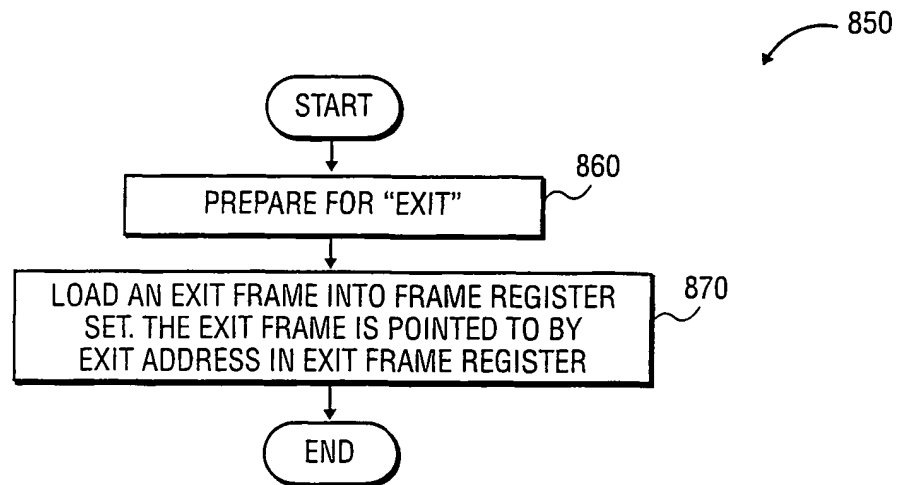 850
START
860
PREPARE FOR “EXIT”
870
LOAD AN EXIT FRAME INTO FRAME REGISTER
SET. THE EXIT FRAME IS POINTED TO BY
EXIT ADDRESS IN EXIT FRAME REGISTER
END